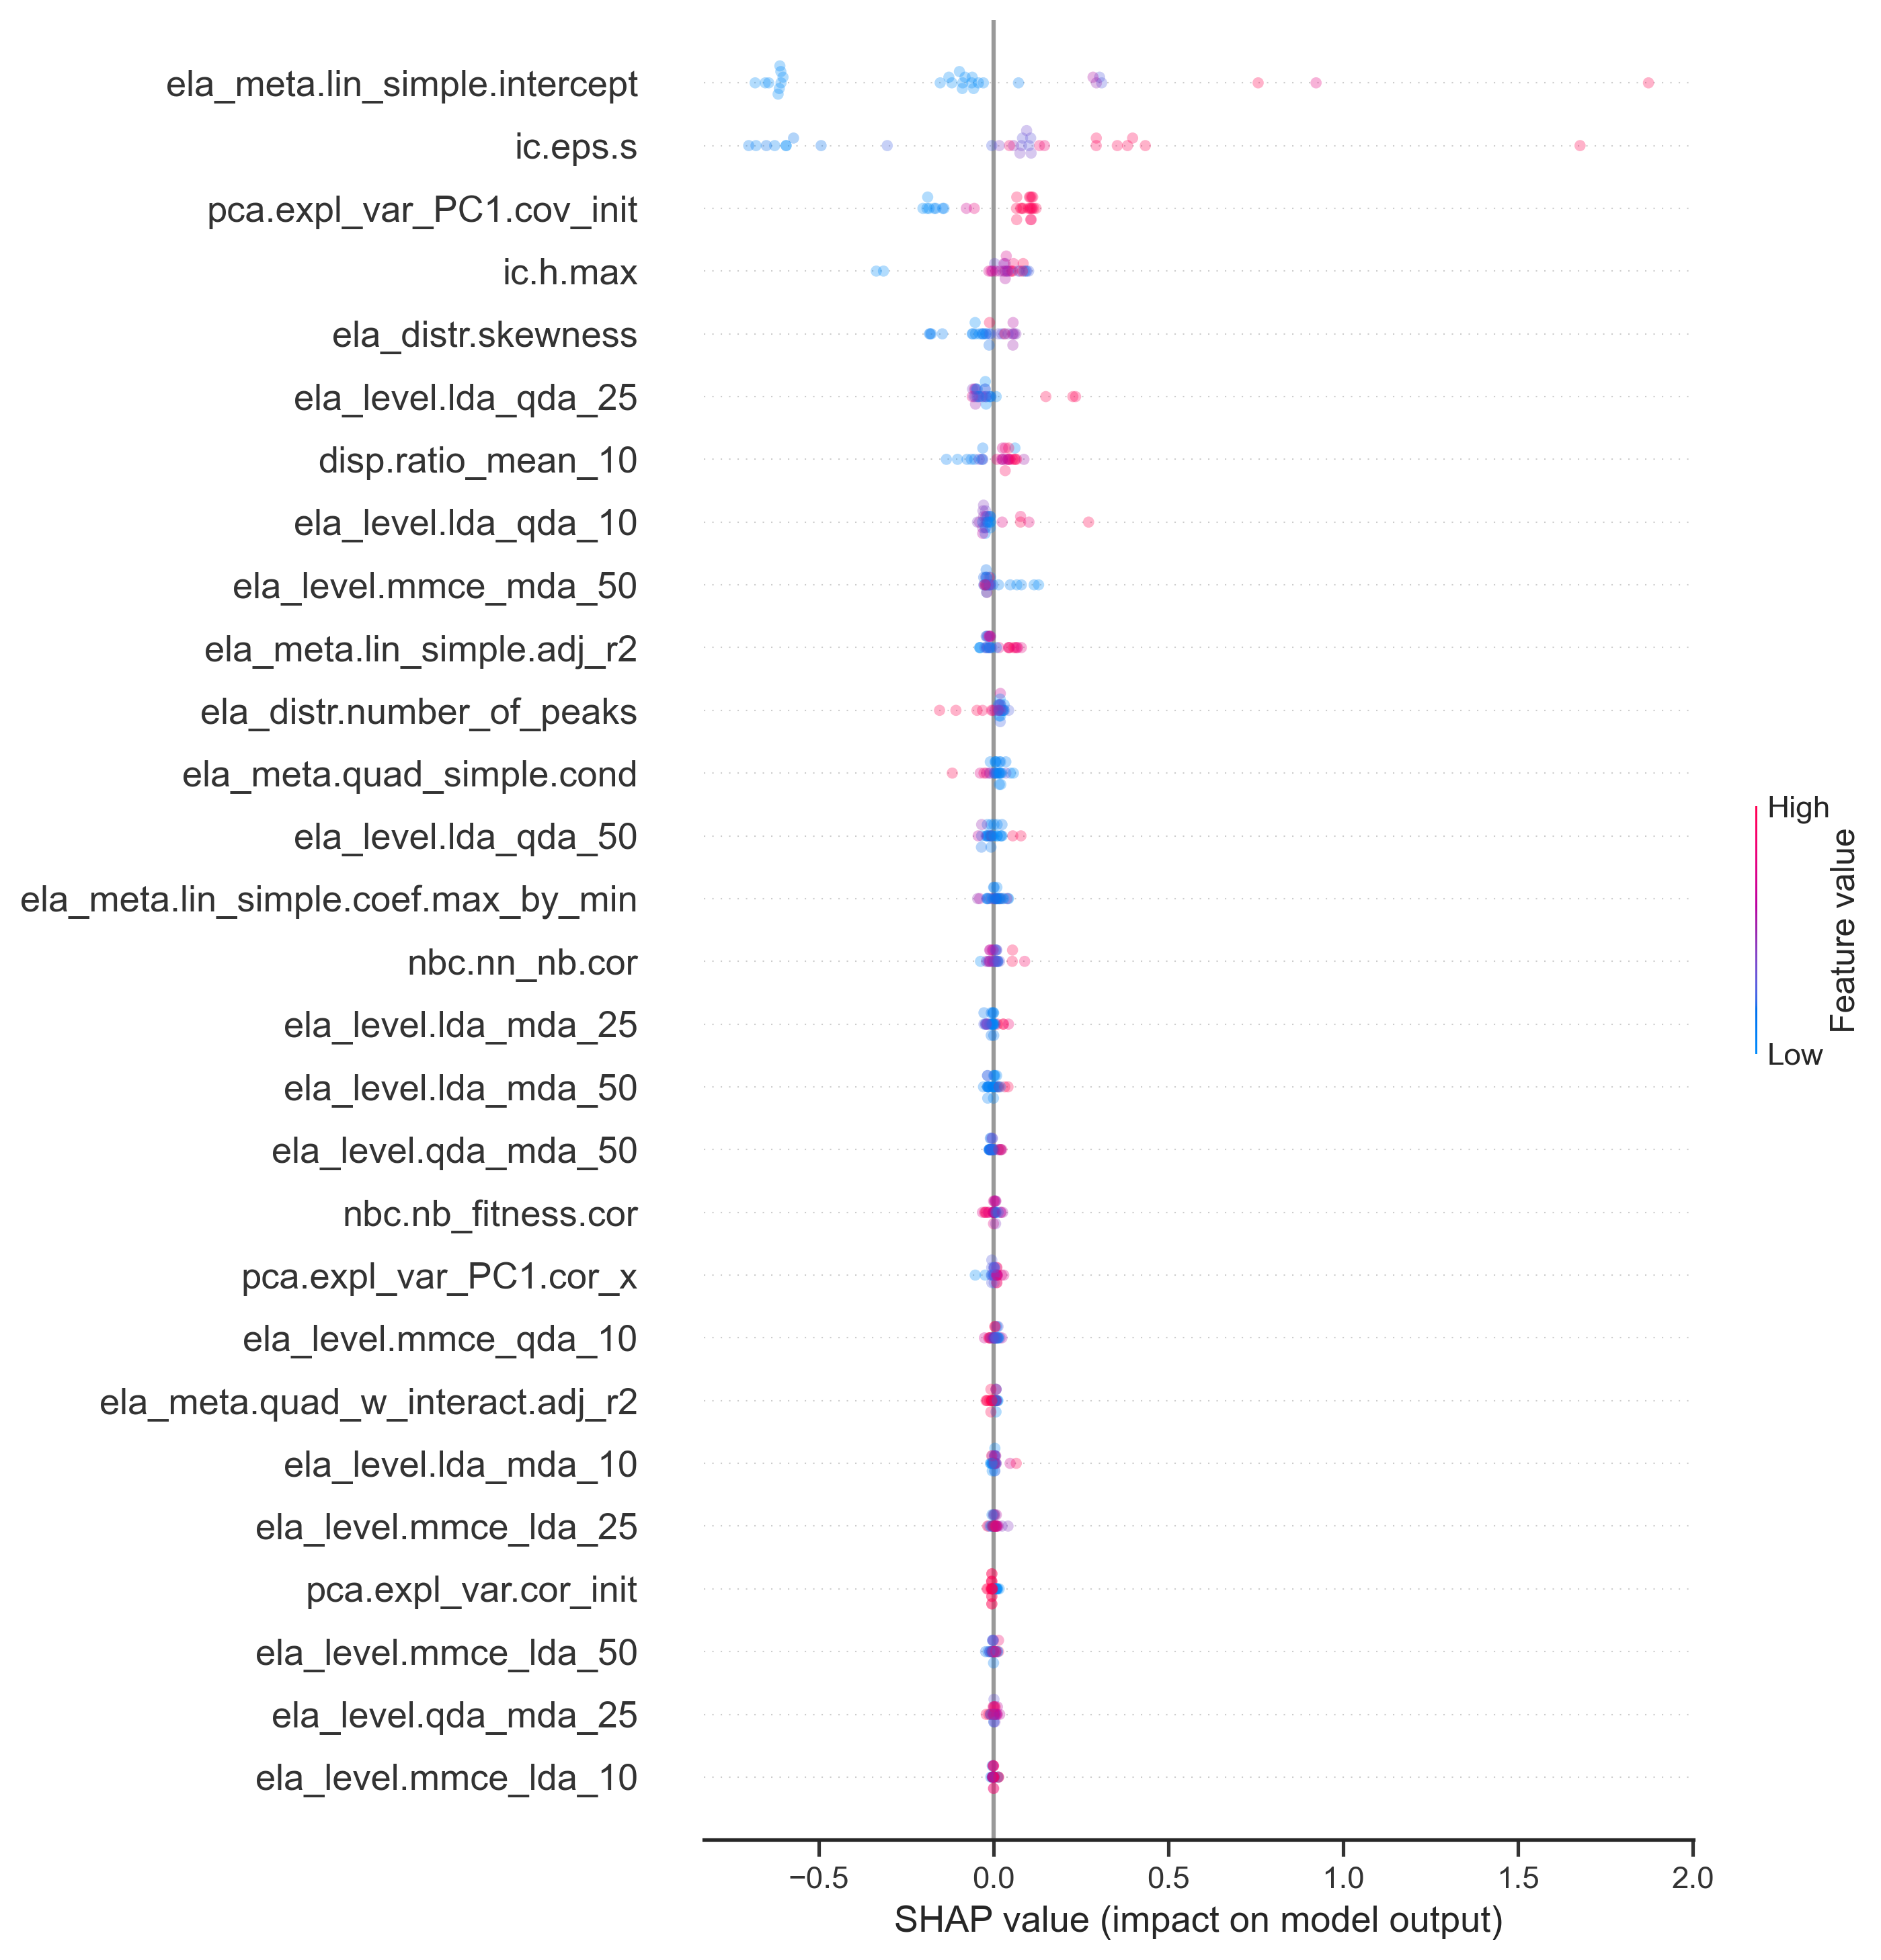 ela_meta.lin_simple.intercept
ic.eps.s
pca.expl_var_PC1.cov_init
ic.h.max
ela_distr.skewness
ela_level.lda_qda_25
disp.ratio_mean_10
ela_level.lda_qda_10
ela_level.mmce_mda_50
ela_meta.lin_simple.adj_r2
ela_distr.number_of_peaks
ela_meta.quad_simple.cond
ela_level.lda_qda_50
ela_meta.lin_simple.coef.max_by_min
nbc.nn_nb.cor
ela_level.lda_mda_25
ela_level.lda_mda_50
ela_level.qda_mda_50
nbc.nb_fitness.cor
pca.expl_var_PC1.cor_x
ela_level.mmce_qda_10
ela_meta.quad_w_interact.adj_r2
ela_level.lda_mda_10
ela_level.mmce_lda_25
pca.expl_var.cor_init
ela_level.mmce_lda_50
ela_level.qda_mda_25
ela_level.mmce_lda_10
−0.5 0.0 0.5 1.0 1.5 2.0
SHAP value (impact on model output)
High
Feature value
Low